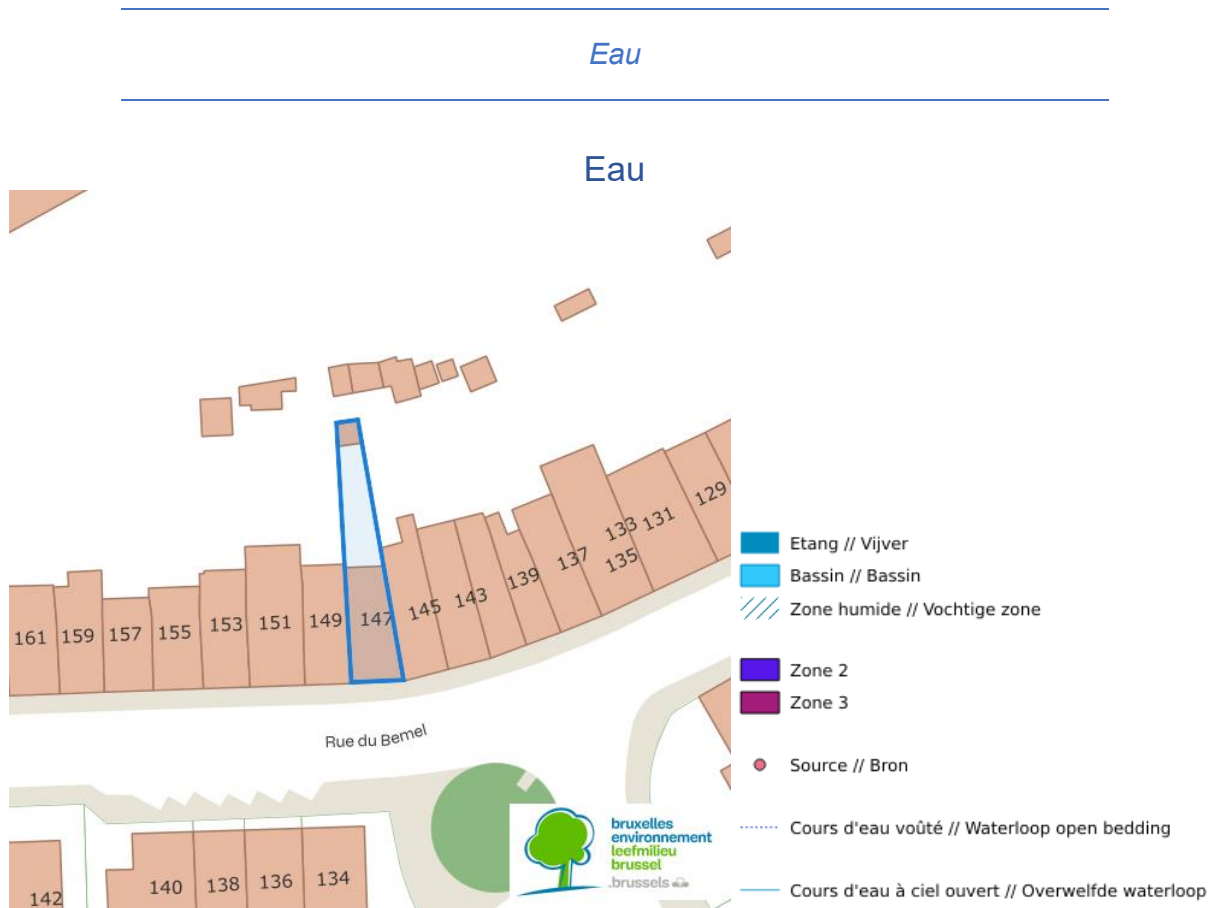 Eau
Eau
161
159
157
155
153
151
149
147
145
143
139
137
133
135
131
129
Rue du Bemel
142
140
138
136
134
bruxelles
environnement
leefmilieu
brussel
.brussels
Etang // Vijver
Bassin // Bassin
Zone humide // Vochtige zone
Zone 2
Zone 3
Source // Bron
Cours d'eau voûté // Waterloop open bedding
Cours d'eau à ciel ouvert // Overwelfde waterloop